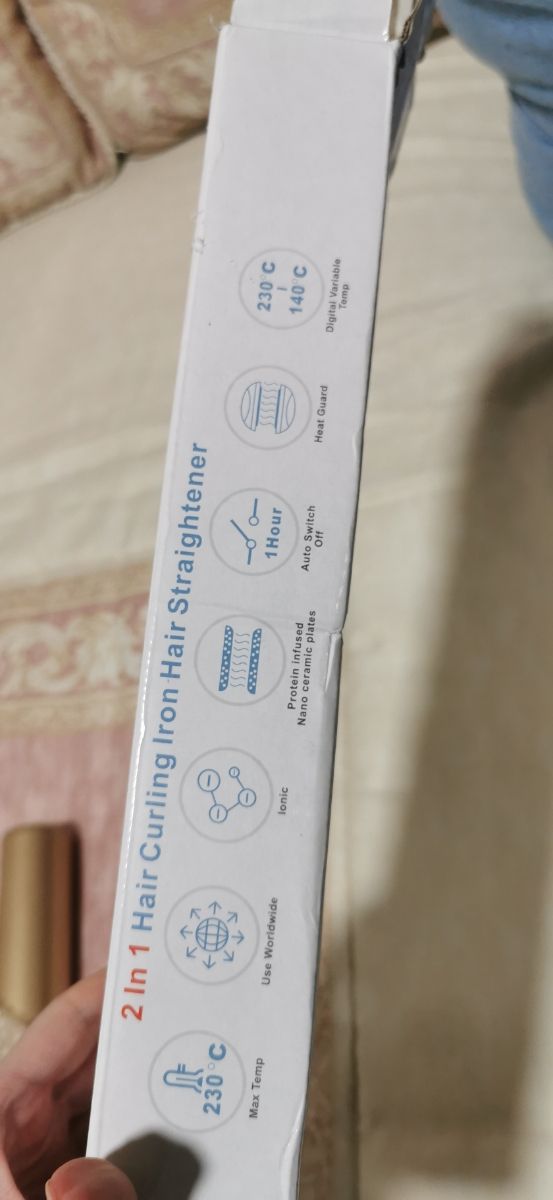 2 In 1 Hair Curling Iron Hair Straightener
230°C
Max Temp
Use Worldwide
Ionic
Protein infused
Nano ceramic plates
1Hour
Auto Switch
Off
Heat Guard
230°C
140°C
Digital Variable
Temp